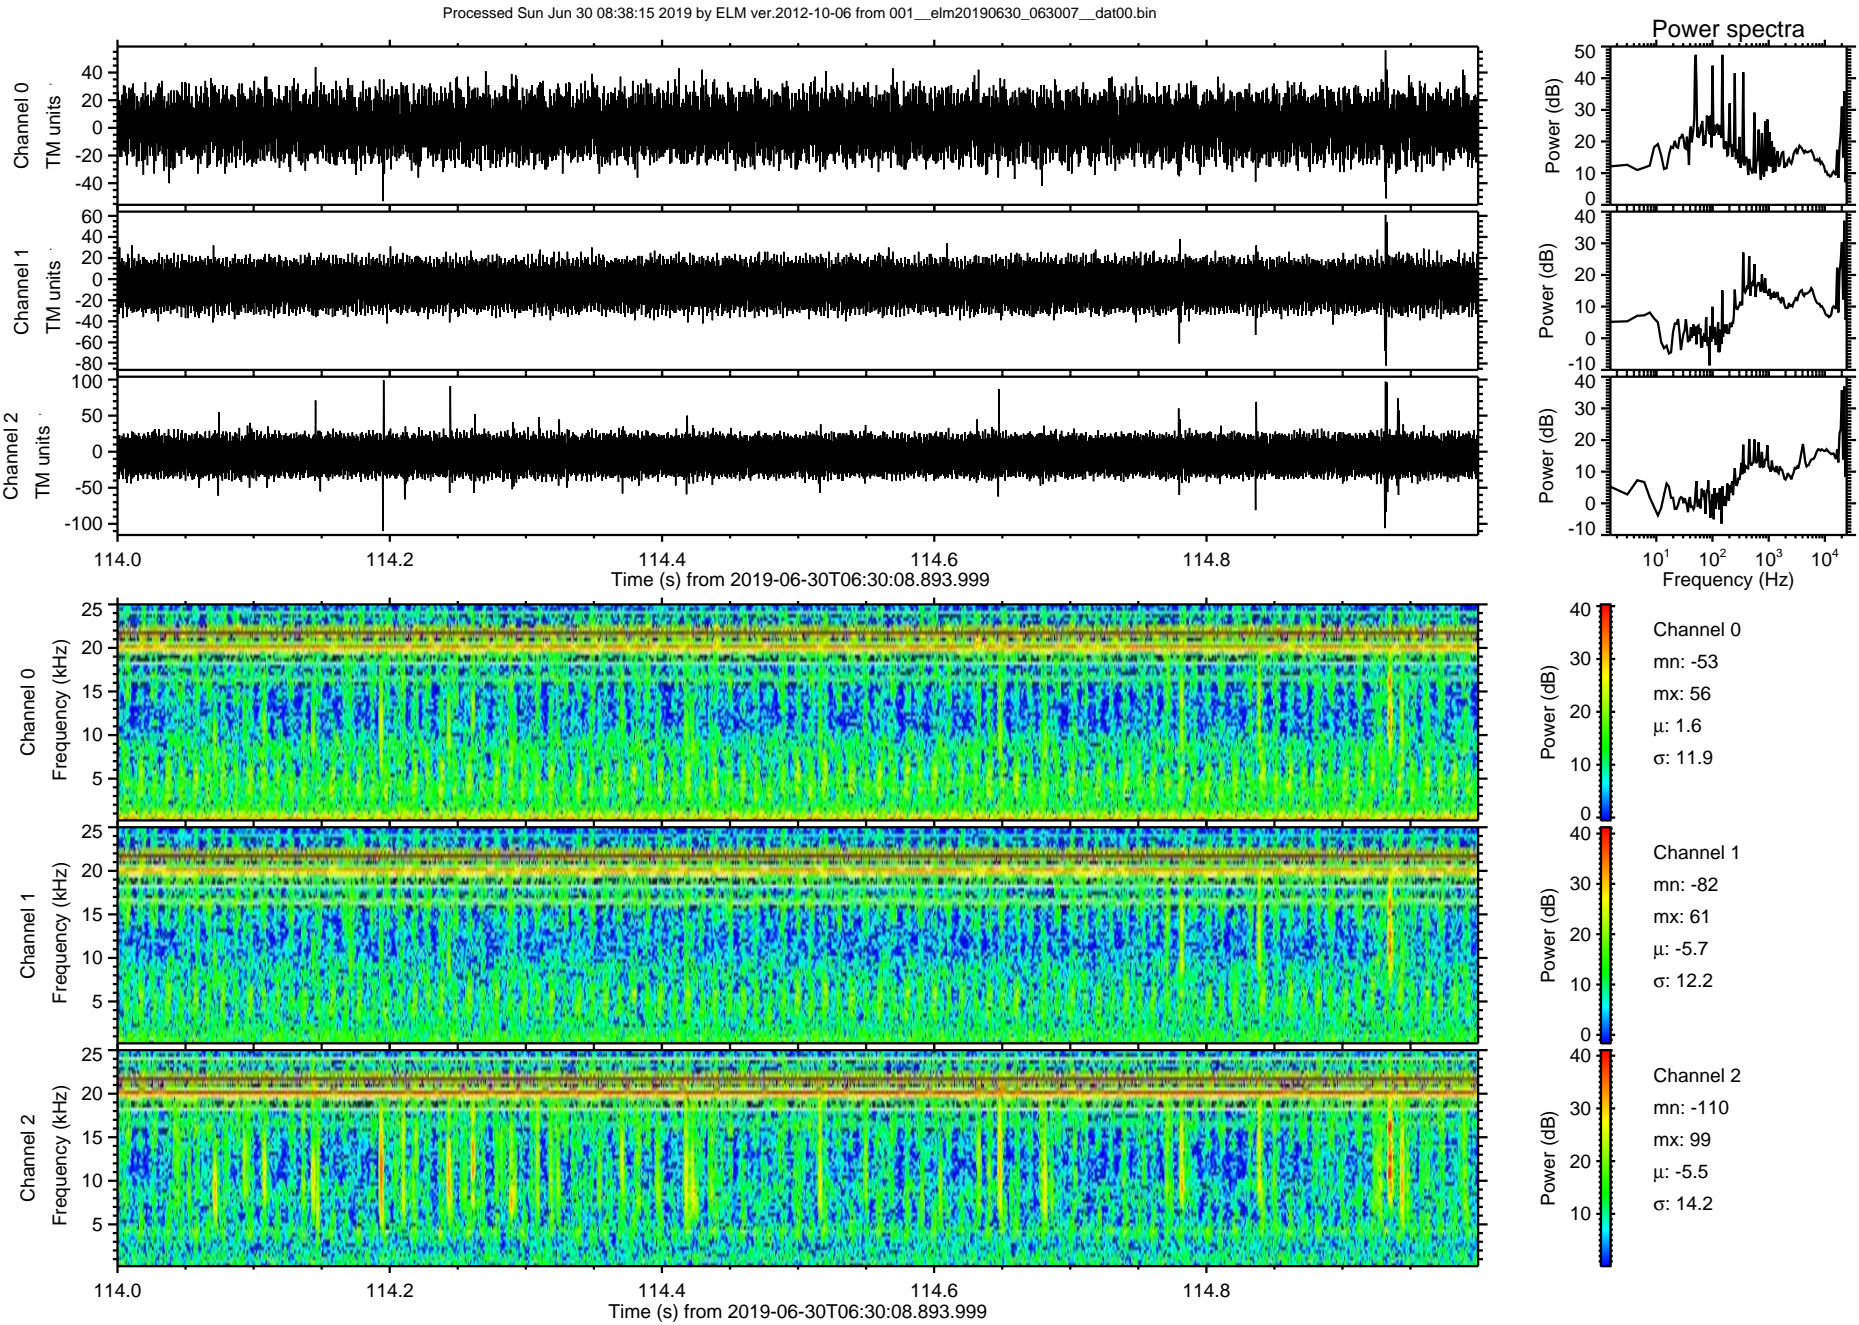 Processed Sun Jun 30 08:38:15 2019 by ELM ver.2012-10-06 from 001__elm20190630_063007__dat00.bin
Power spectra
Channel 0
TM units
40
20
0
-20
-40
Power (dB)
50
40
30
20
10
0
Channel 1
TM units
60
40
20
0
-20
-40
-60
-80
Power (dB)
40
30
20
10
0
-10
Channel 2
TM units
100
50
0
-50
-100
Power (dB)
40
30
20
10
0
-10
114.0 114.2 114.4 114.6 114.8
Time (s) from 2019-06-30T06:30:08.893.999
10^1 10^2 10^3 10^4
Frequency (Hz)
Channel 0
Frequency (kHz)
25
20
15
10
5
Power (dB)
40
30
20
10
0
Channel 0
mn: -53
mx: 56
μ: 1.6
σ: 11.9
Channel 1
Frequency (kHz)
25
20
15
10
5
Power (dB)
40
30
20
10
0
Channel 1
mn: -82
mx: 61
μ: -5.7
σ: 12.2
Channel 2
Frequency (kHz)
25
20
15
10
5
Power (dB)
40
30
20
10
Channel 2
mn: -110
mx: 99
μ: -5.5
σ: 14.2
114.0 114.2 114.4 114.6 114.8
Time (s) from 2019-06-30T06:30:08.893.999